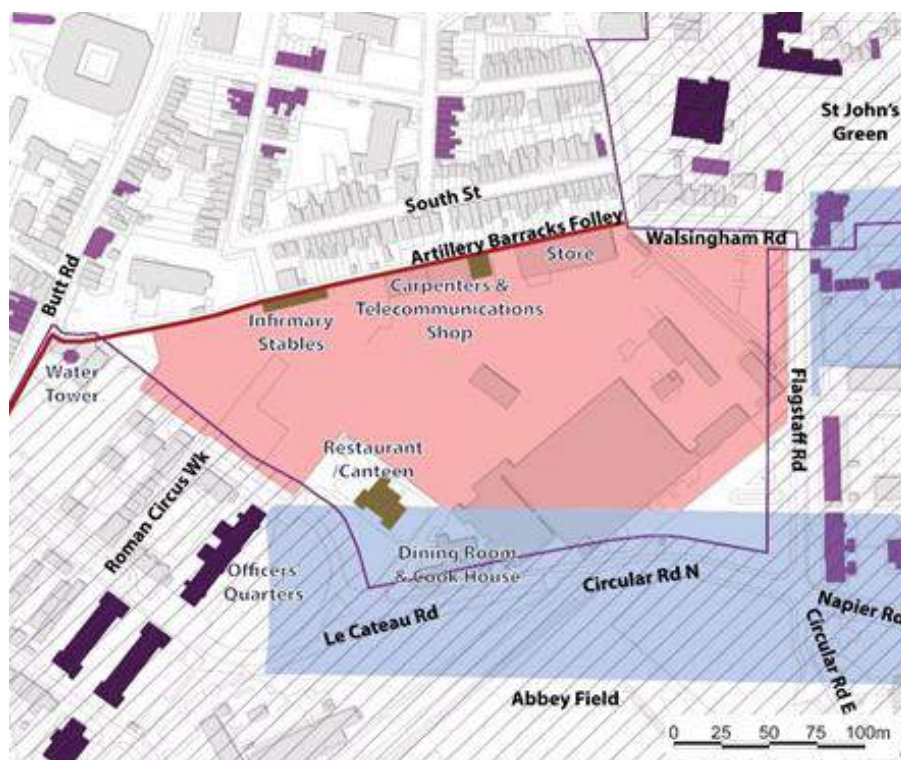 St John's
Green
South St
Artillery Barracks Folley
Walsingham Rd
Store
Butt Rd
Carpenters &
Telecommunications
Shop
Infirmary
Stables
Water
Tower
Flagstaff Rd
Restaurant
/Canteen
Roman Circus Wk
Dining Room
& Cook House
Officers
Quarters
Circular Rd N
Napier Rd
Le Cateau Rd
Circular Rd E
Abbey Field
0 25 50 75 100m